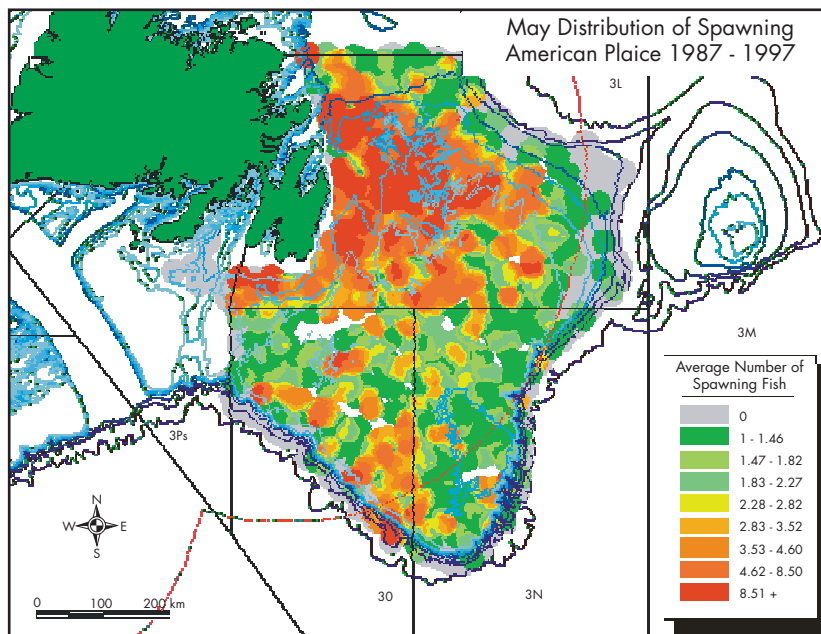 May Distribution of Spawning
American Plaice 1987 - 1997
3L
3M
Average Number of
Spawning Fish
0
1 - 1.46
1.47 - 1.82
1.83 - 2.27
2.28 - 2.82
2.83 - 3.52
3.53 - 4.60
4.62 - 8.50
8.51 +
3Ps
N
W E
S
0 100 200 km
30
3N